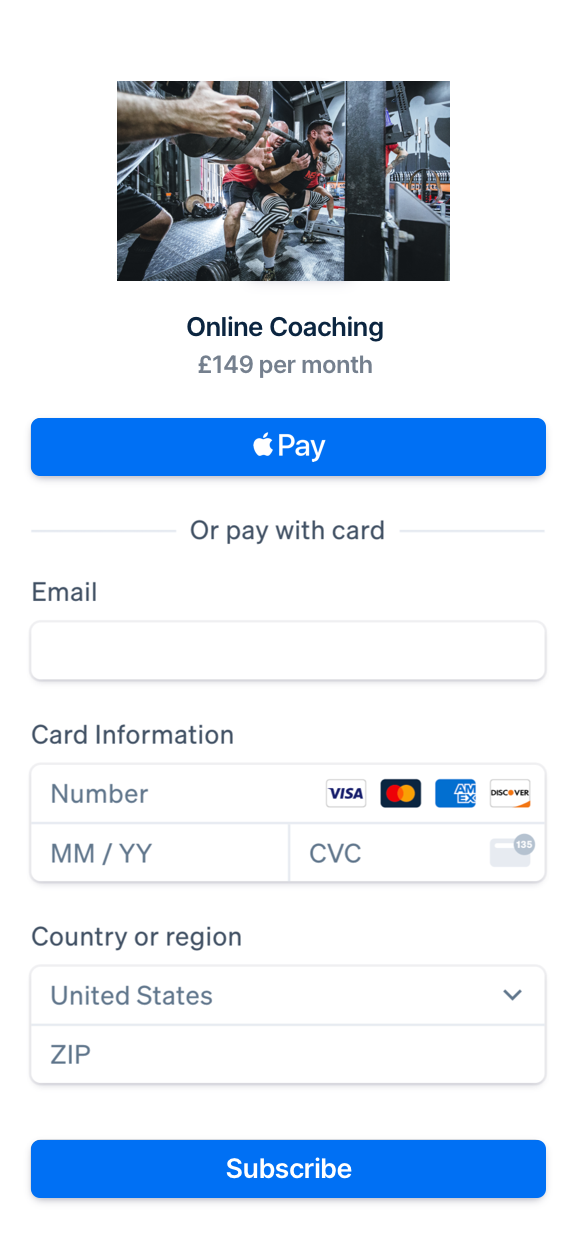 Online Coaching
£149 per month
Pay
Or pay with card
Email
Card Information
Number VISA AM EX DISCOVER
MM / YY CVC 135
Country or region
United States
ZIP
Subscribe